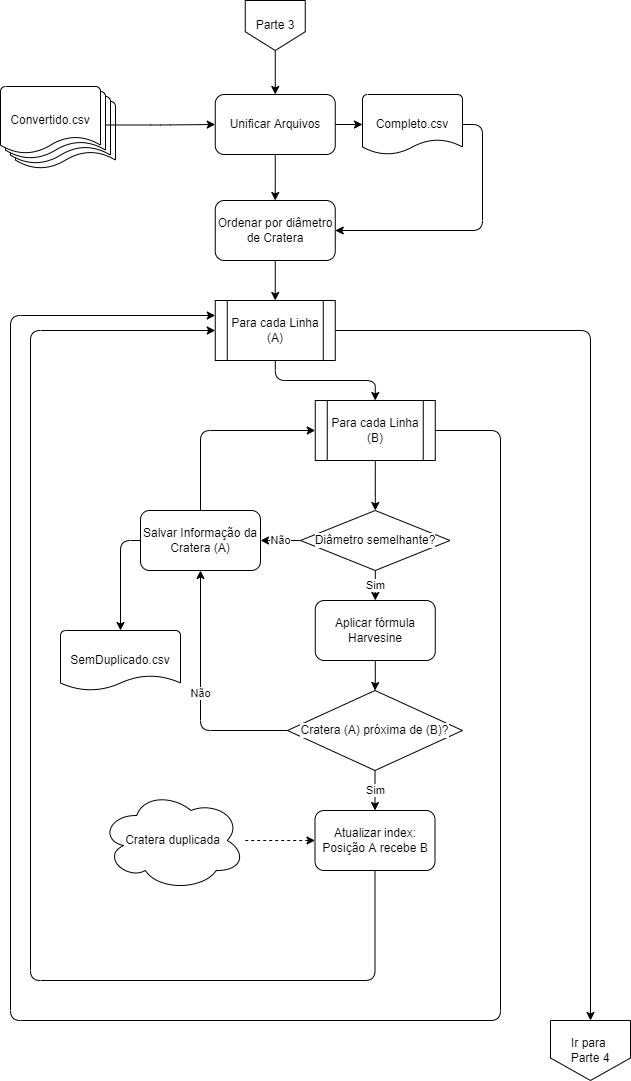 Parte 3
Convertido.csv
Unificar Arquivos
Completo.csv
Ordenar por diâmetro
de Cratera
Para cada Linha
(A)
Para cada Linha
(B)
Salvar Informação da
Cratera (A)
Não
Diâmetro semelhante?
Sim
Aplicar fórmula
Harvesine
SemDuplicado.csv
Não
Cratera (A) próxima de (B)?
Sim
Cratera duplicada
Atualizar index:
Posição A recebe B
Ir para
Parte 4